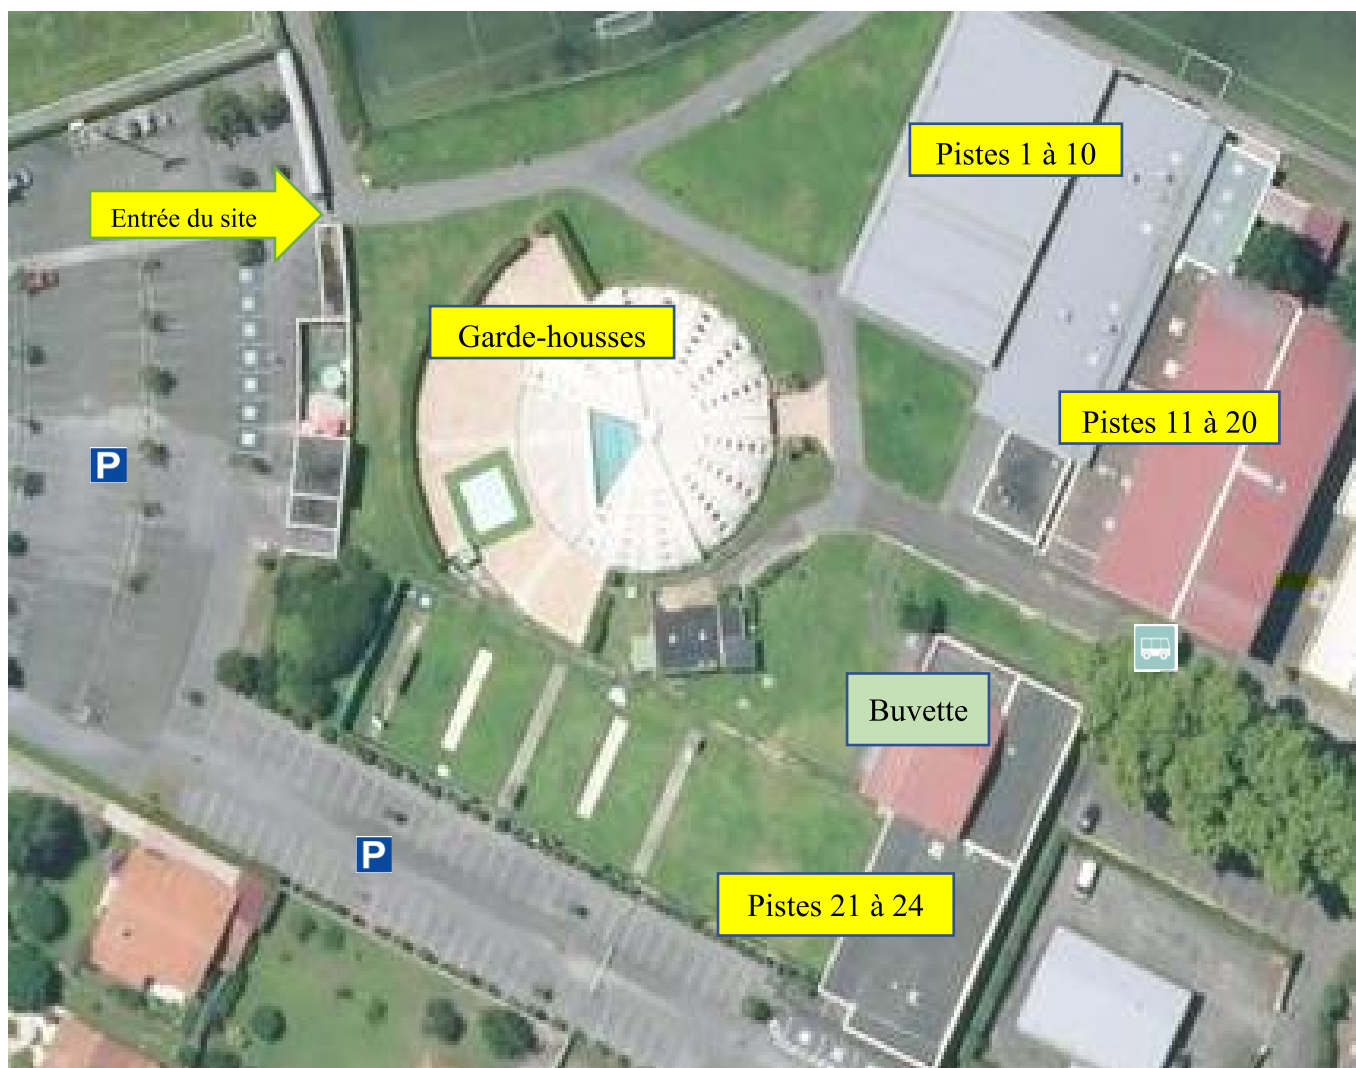 Pistes 1 à 10
Entrée du site
Garde-housses
Pistes 11 à 20
P
Buvette
P
Pistes 21 à 24